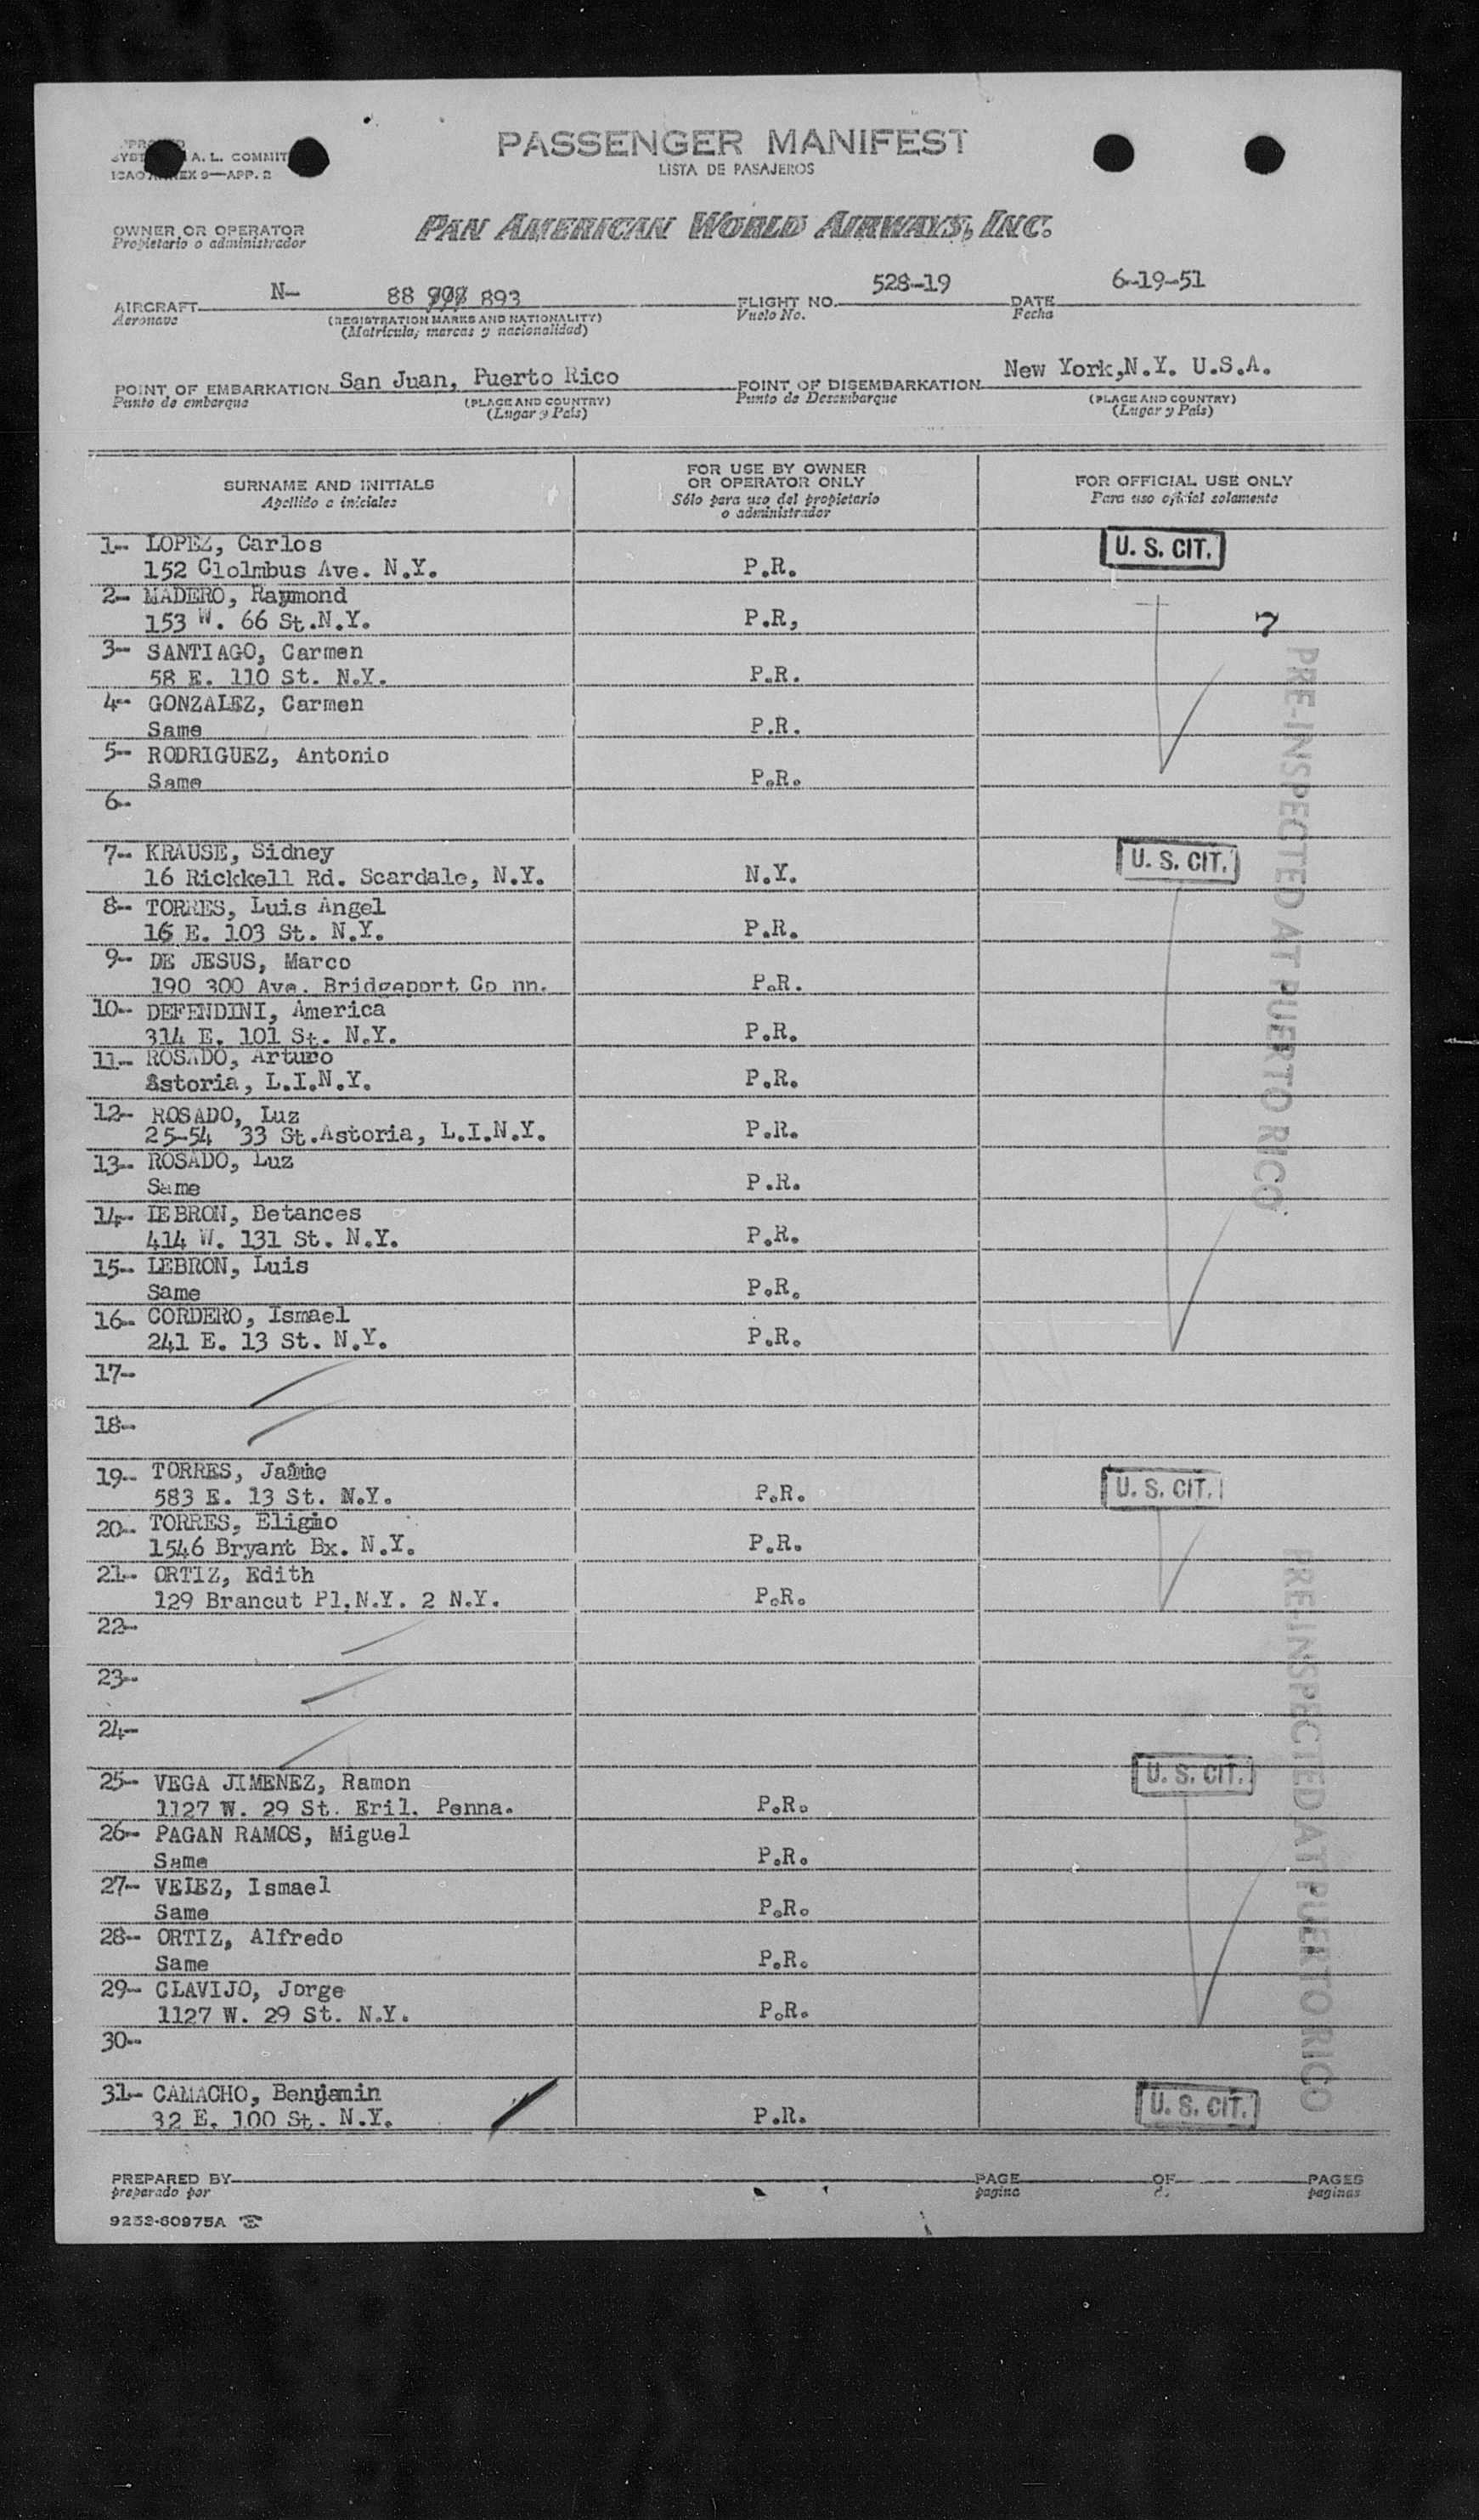 A. L. COMMIT
ICAO ANNEX 9—APP. 2
PASSENGER MANIFEST
LISTA DE PASAJEROS
OWNER OR OPERATOR
Propietario o administrador
PAN AMERICAN WORLD AIRWAYS, INC.
AIRCRAFT N- 88 893 FLIGHT NO. 528-19 DATE 6-19-51
Aeronave (REGISTRATION MARKS AND NATIONALITY) Vuelo No. Fecha
(Matricula, marcas y nacionalidad)
POINT OF EMBARKATION San Juan, Puerto Rico POINT OF DISEMBARKATION New York,N.Y. U.S.A.
Punto de embarque (PLACE AND COUNTRY) Punto de Desembarque (PLACE AND COUNTRY)
(Lugar y País) (Lugar y País)
SURNAME AND INITIALS FOR USE BY OWNER OR OPERATOR ONLY FOR OFFICIAL USE ONLY
Apellido e iniciales Sólo para uso del propietario o administrador Para uso oficial solamente
1- LOPEZ, Carlos U. S. CIT.
152 Clolmbus Ave. N.Y. P.R.
2- MADERO, Raymond
153 W. 66 St.N.Y. P.R, 7
3- SANTIAGO, Carmen
58 E. 110 St. N.Y. P.R.
4- GONZALEZ, Carmen
Same P.R.
5- RODRIGUEZ, Antonio
Same P.R.
6-
7- KRAUSE, Sidney U. S. CIT.
16 Rickkell Rd. Scardale, N.Y. N.Y.
8- TORRES, Luis Angel
16 E. 103 St. N.Y. P.R.
9- DE JESUS, Marco
190 300 Ave. Bridgeport Co nn. P.R.
10- DEFENDINI, America
314 E. 101 St. N.Y. P.R.
11- ROSADO, Arturo
Astoria, L.I.N.Y. P.R.
12- ROSADO, Luz
25-54 33 St.Astoria, L.I.N.Y. P.R.
13- ROSADO, Luz
Same P.R.
14- LEBRON, Betances
414 W. 131 St. N.Y. P.R.
15- LEBRON, Luis
Same P.R.
16- CORDERO, Ismael
241 E. 13 St. N.Y. P.R.
PRE-INSPECTED AT PUERTO RICO
17-
18-
19- TORRES, Jaime U. S. CIT.
583 E. 13 St. N.Y. P.R.
20- TORRES, Eligio
1546 Bryant Bx. N.Y. P.R.
21- ORTIZ, Edith
129 Brancut Pl.N.Y. 2 N.Y. P.R.
22-
23-
24-
25- VEGA JIMENEZ, Ramon U. S. CIT.
1127 W. 29 St. Eril. Penna. P.R.
26- PAGAN RAMOS, Miguel
Same P.R.
27- VELEZ, Ismael
Same P.R.
28- ORTIZ, Alfredo
Same P.R.
29- CLAVIJO, Jorge
1127 W. 29 St. N.Y. P.R.
30-
31- CAMACHO, Benjamin U. S. CIT.
32 E. 100 St. N.Y. P.R.
PRE-INSPECTED AT PUERTO RICO
PREPARED BY PAGE OF PAGES
preparado por pagina paginas
9253-60975A